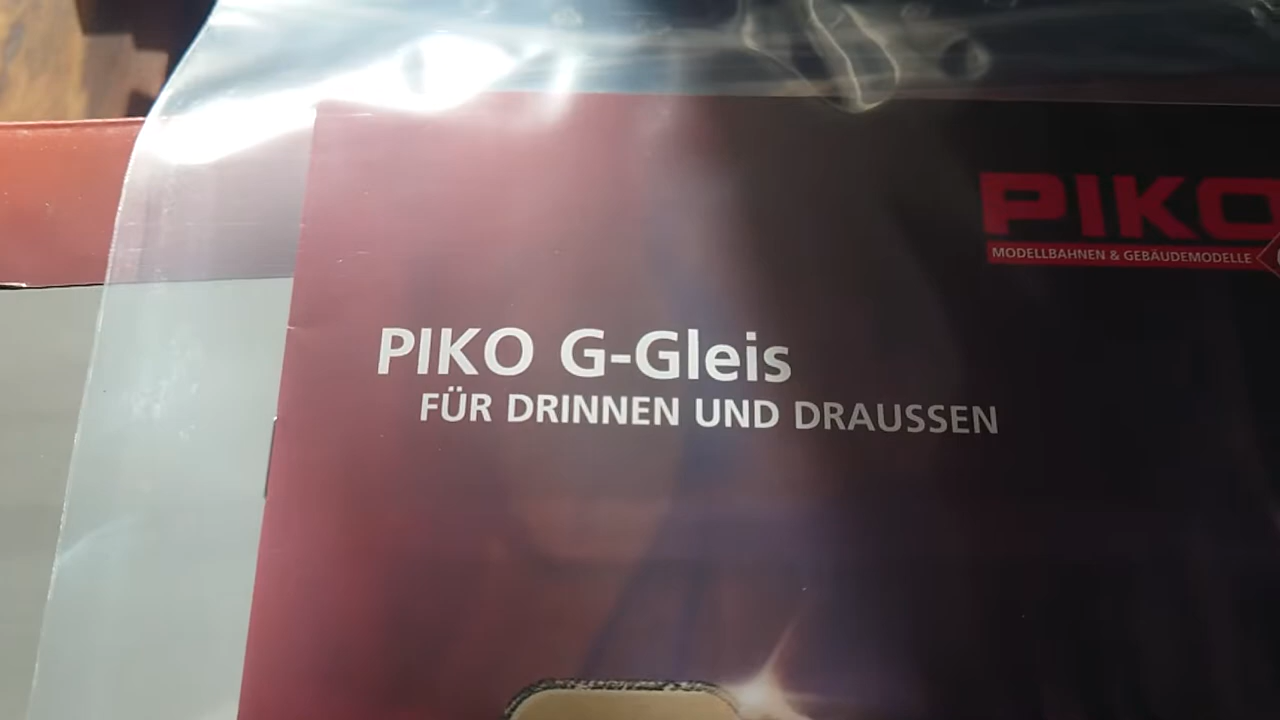 PIKO
MODELLBAHNEN & GEBÄUDEMODELLE
PIKO G-Gleis
FÜR DRINNEN UND DRAUSSEN